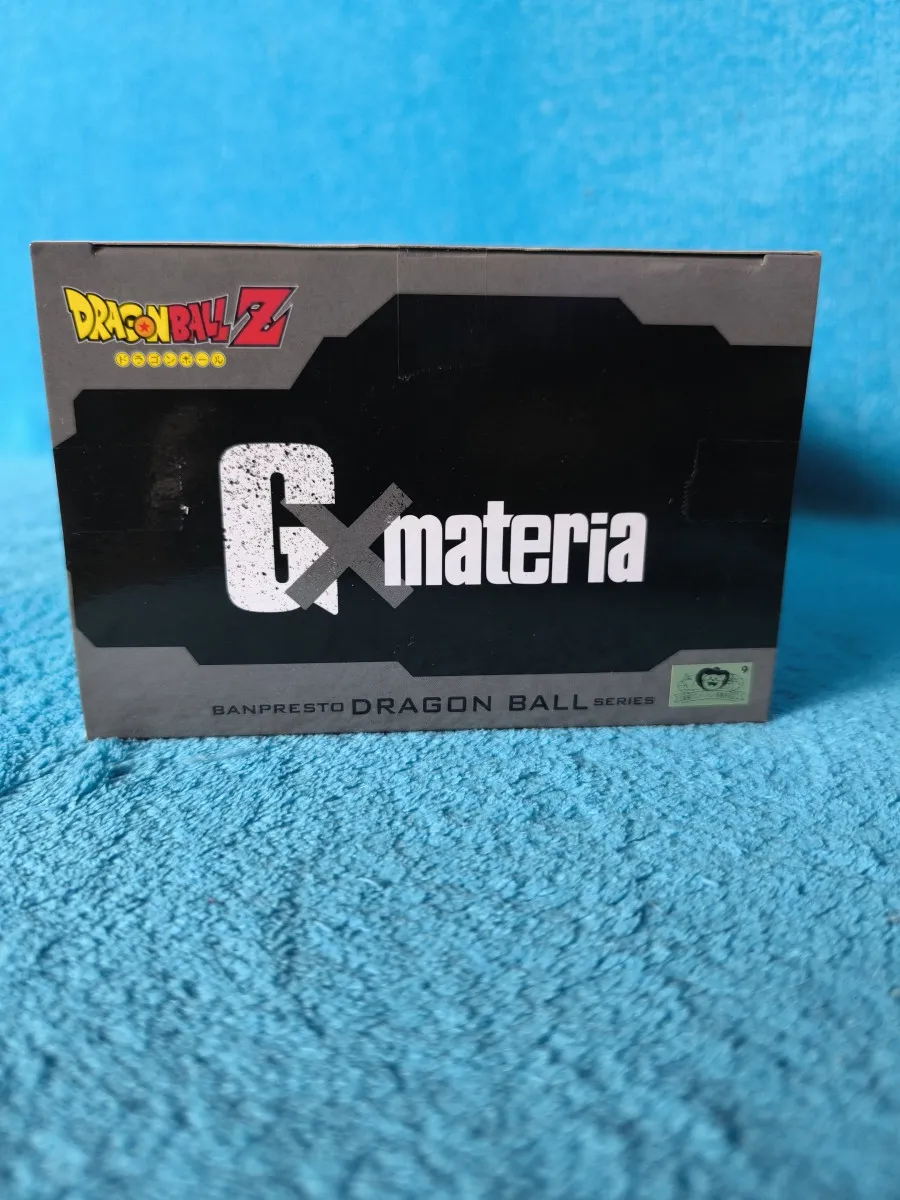 DRAGON BALL Z
ドラゴンボール
G×materia
BANPRESTO DRAGON BALL SERIES